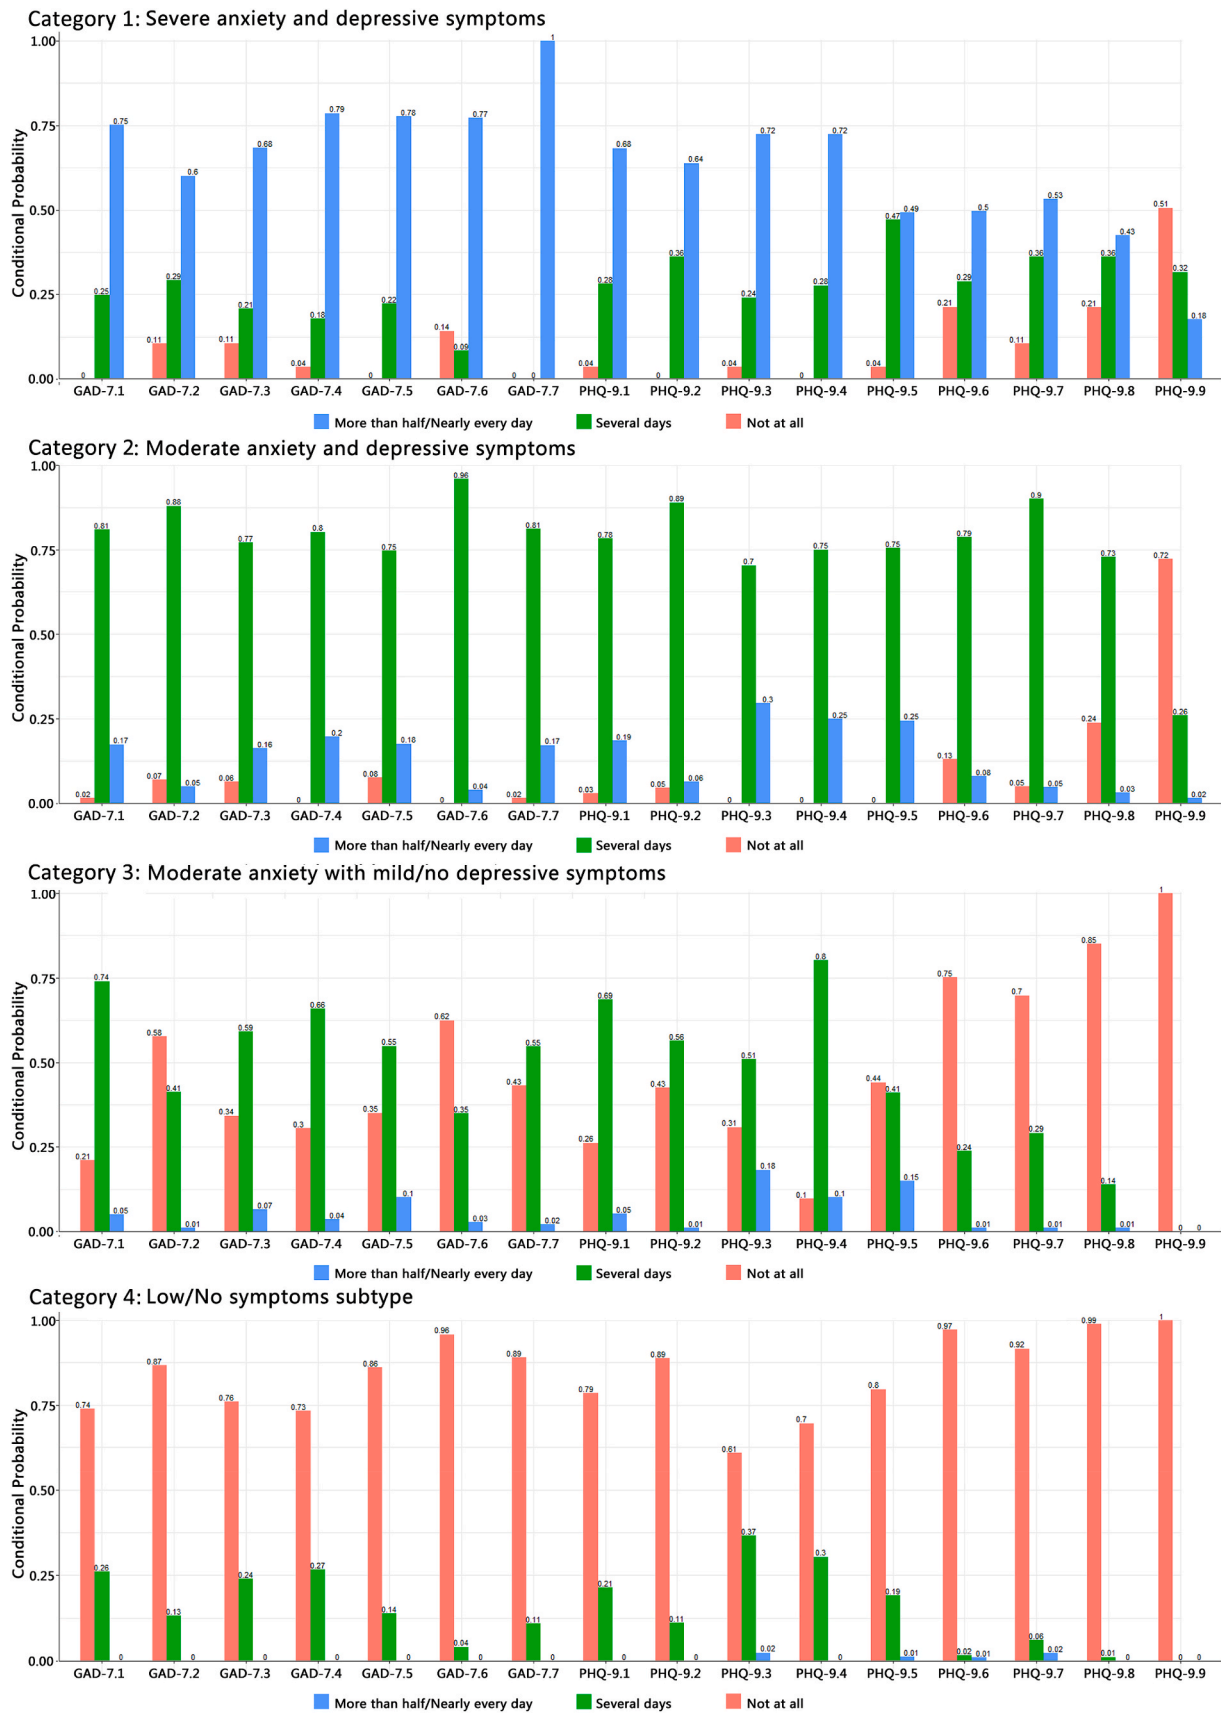 Category 1: Severe anxiety and depressive symptoms
Conditional Probability
1.00
0.75
0.50
0.25
0.00
0 0.25 0.75 0.11 0.29 0.6 0.11 0.21 0.68 0.04 0.18 0.79 0 0.22 0.78 0.14 0.09 0.77 0 0 1 0.04 0.28 0.68 0 0.36 0.64 0.04 0.24 0.72 0 0.28 0.72 0.04 0.47 0.49 0.21 0.29 0.5 0.11 0.36 0.53 0.21 0.36 0.43 0.51 0.32 0.18
GAD-7.1 GAD-7.2 GAD-7.3 GAD-7.4 GAD-7.5 GAD-7.6 GAD-7.7 PHQ-9.1 PHQ-9.2 PHQ-9.3 PHQ-9.4 PHQ-9.5 PHQ-9.6 PHQ-9.7 PHQ-9.8 PHQ-9.9
More than half/Nearly every day Several days Not at all
Category 2: Moderate anxiety and depressive symptoms
Conditional Probability
1.00
0.75
0.50
0.25
0.00
0.02 0.81 0.17 0.07 0.88 0.05 0.06 0.77 0.16 0 0.8 0.2 0.08 0.75 0.18 0 0.96 0.04 0.02 0.81 0.17 0.03 0.78 0.19 0.05 0.89 0.06 0 0.7 0.3 0 0.75 0.25 0 0.75 0.25 0.13 0.79 0.08 0.05 0.9 0.05 0.24 0.73 0.03 0.72 0.26 0.02
GAD-7.1 GAD-7.2 GAD-7.3 GAD-7.4 GAD-7.5 GAD-7.6 GAD-7.7 PHQ-9.1 PHQ-9.2 PHQ-9.3 PHQ-9.4 PHQ-9.5 PHQ-9.6 PHQ-9.7 PHQ-9.8 PHQ-9.9
More than half/Nearly every day Several days Not at all
Category 3: Moderate anxiety with mild/no depressive symptoms
Conditional Probability
1.00
0.75
0.50
0.25
0.00
0.21 0.74 0.05 0.58 0.41 0.01 0.34 0.59 0.07 0.3 0.66 0.04 0.35 0.55 0.1 0.62 0.35 0.03 0.43 0.55 0.02 0.26 0.69 0.05 0.43 0.56 0.01 0.31 0.51 0.18 0.1 0.8 0.1 0.44 0.41 0.15 0.75 0.24 0.01 0.7 0.29 0.01 0.85 0.14 0.01 1 0 0
GAD-7.1 GAD-7.2 GAD-7.3 GAD-7.4 GAD-7.5 GAD-7.6 GAD-7.7 PHQ-9.1 PHQ-9.2 PHQ-9.3 PHQ-9.4 PHQ-9.5 PHQ-9.6 PHQ-9.7 PHQ-9.8 PHQ-9.9
More than half/Nearly every day Several days Not at all
Category 4: Low/No symptoms subtype
Conditional Probability
1.00
0.75
0.50
0.25
0.00
0.74 0.26 0 0.87 0.13 0 0.76 0.24 0 0.73 0.27 0 0.86 0.14 0 0.96 0.04 0 0.89 0.11 0 0.79 0.21 0 0.89 0.11 0 0.61 0.37 0.02 0.7 0.3 0 0.8 0.19 0.01 0.97 0.02 0.01 0.92 0.06 0.02 0.99 0.01 0 1 0 0
GAD-7.1 GAD-7.2 GAD-7.3 GAD-7.4 GAD-7.5 GAD-7.6 GAD-7.7 PHQ-9.1 PHQ-9.2 PHQ-9.3 PHQ-9.4 PHQ-9.5 PHQ-9.6 PHQ-9.7 PHQ-9.8 PHQ-9.9
More than half/Nearly every day Several days Not at all